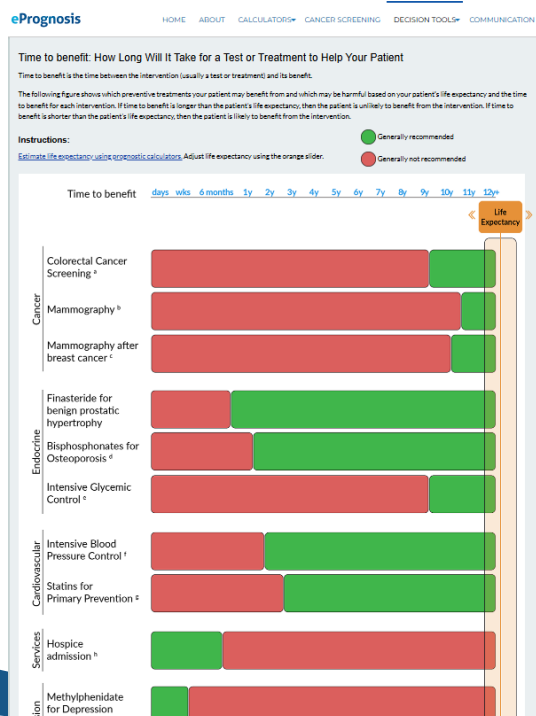 ePrognosis
HOME ABOUT CALCULATORS CANCER SCREENING DECISION TOOLS COMMUNICATION
Time to benefit: How Long Will It Take for a Test or Treatment to Help Your Patient
Time to benefit is the time between the intervention (usually a test or treatment) and its benefit.
The following figure shows which preventive treatments your patient may benefit from and which may be harmful based on your patient's life expectancy and the time
to benefit for each intervention. If time to benefit is longer than the patient's life expectancy, then the patient is unlikely to benefit from the intervention. If time to
benefit is shorter than the patient's life expectancy, then the patient is likely to benefit from the intervention.
Instructions:
Generally recommended
Estimate life expectancy using prognostic calculators. Adjust life expectancy using the orange slider.
Generally not recommended
Time to benefit days wks 6 months 1y 2y 3y 4y 5y 6y 7y 8y 9y 10y 11y 12y+
Life
Expectancy
Cancer
Colorectal Cancer
Screening a
Mammography b
Mammography after
breast cancer c
Endocrine
Finasteride for
benign prostatic
hypertrophy
Bisphosphonates for
Osteoporosis d
Intensive Glycemic
Control e
Cardiovascular
Intensive Blood
Pressure Control f
Statins for
Primary Prevention g
Services
Hospice
admission h
sion
Methylphenidate
for Depression